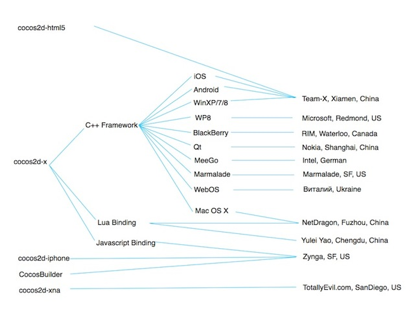 cocos2d-html5
iOS
Android
WinXP/7/8
Team-X, Xiamen, China
WP8
Microsoft, Redmond, US
C++ Framework
BlackBerry
RIM, Waterloo, Canada
Qt
Nokia, Shanghai, China
cocos2d-x
MeeGo
Intel, German
Marmalade
Marmalade, SF, US
WebOS
Виталий, Ukraine
Mac OS X
Lua Binding
NetDragon, Fuzhou, China
Javascript Binding
Yulei Yao, Chengdu, China
cocos2d-iphone
Zynga, SF, US
CocosBuilder
cocos2d-xna
TotallyEvil.com, SanDiego, US